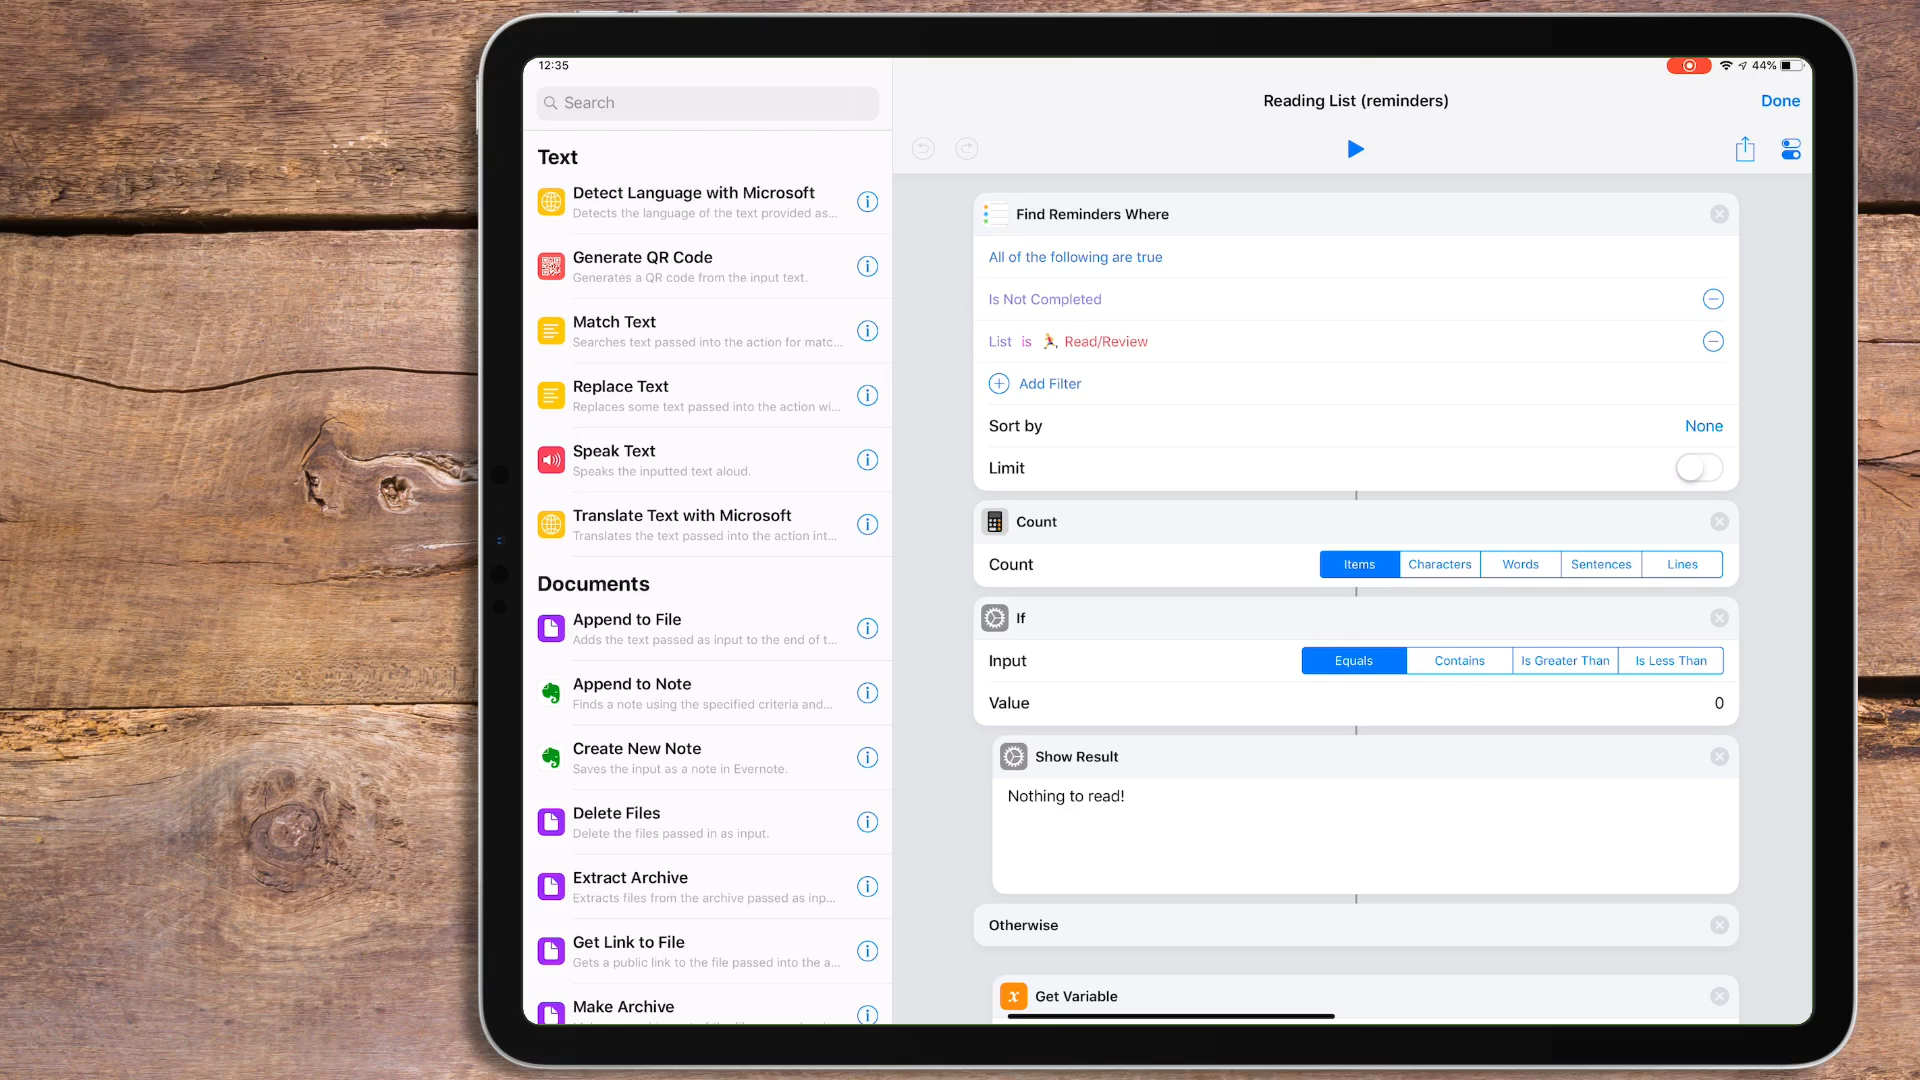 12:35
44%
Search
Reading List (reminders)
Done
Text
Detect Language with Microsoft
Detects the language of the text provided as...
Generate QR Code
Generates a QR code from the input text.
Match Text
Searches text passed into the action for matc...
Replace Text
Replaces some text passed into the action wi...
Speak Text
Speaks the inputted text aloud.
Translate Text with Microsoft
Translates the text passed into the action int...
Documents
Append to File
Adds the text passed as input to the end of t...
Append to Note
Finds a note using the specified criteria and...
Create New Note
Saves the input as a note in Evernote.
Delete Files
Delete the files passed in as input.
Extract Archive
Extracts files from the archive passed as inp...
Get Link to File
Gets a public link to the file passed into the a...
Make Archive
Find Reminders Where
All of the following are true
Is Not Completed
List is 🏃 Read/Review
Add Filter
Sort by None
Limit
Count
Count Items Characters Words Sentences Lines
If
Input Equals Contains Is Greater Than Is Less Than
Value 0
Show Result
Nothing to read!
Otherwise
x Get Variable